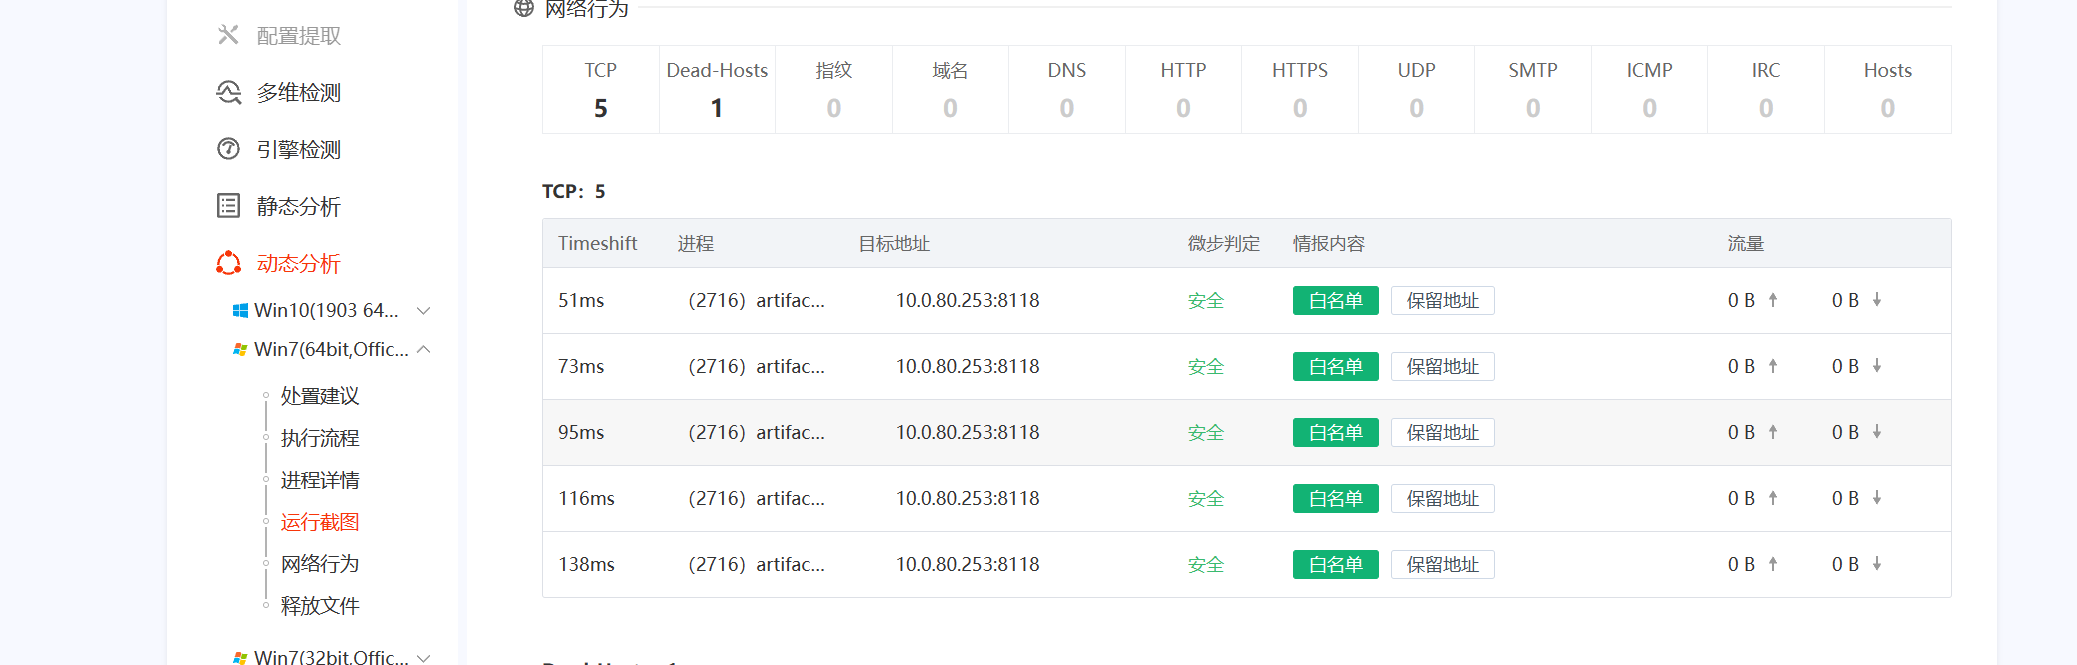 配置提取
多维检测
引擎检测
静态分析
动态分析
Win10(1903 64...
Win7(64bit,Offic...
处置建议
执行流程
进程详情
运行截图
网络行为
释放文件
Win7(32bit,Offic...
网络行为
TCP Dead-Hosts 指纹 域名 DNS HTTP HTTPS UDP SMTP ICMP IRC Hosts
5 1 0 0 0 0 0 0 0 0 0 0
TCP：5
Timeshift 进程 目标地址 微步判定 情报内容 流量
51ms （2716）artifac... 10.0.80.253:8118 安全 白名单 保留地址 0 B 0 B
73ms （2716）artifac... 10.0.80.253:8118 安全 白名单 保留地址 0 B 0 B
95ms （2716）artifac... 10.0.80.253:8118 安全 白名单 保留地址 0 B 0 B
116ms （2716）artifac... 10.0.80.253:8118 安全 白名单 保留地址 0 B 0 B
138ms （2716）artifac... 10.0.80.253:8118 安全 白名单 保留地址 0 B 0 B